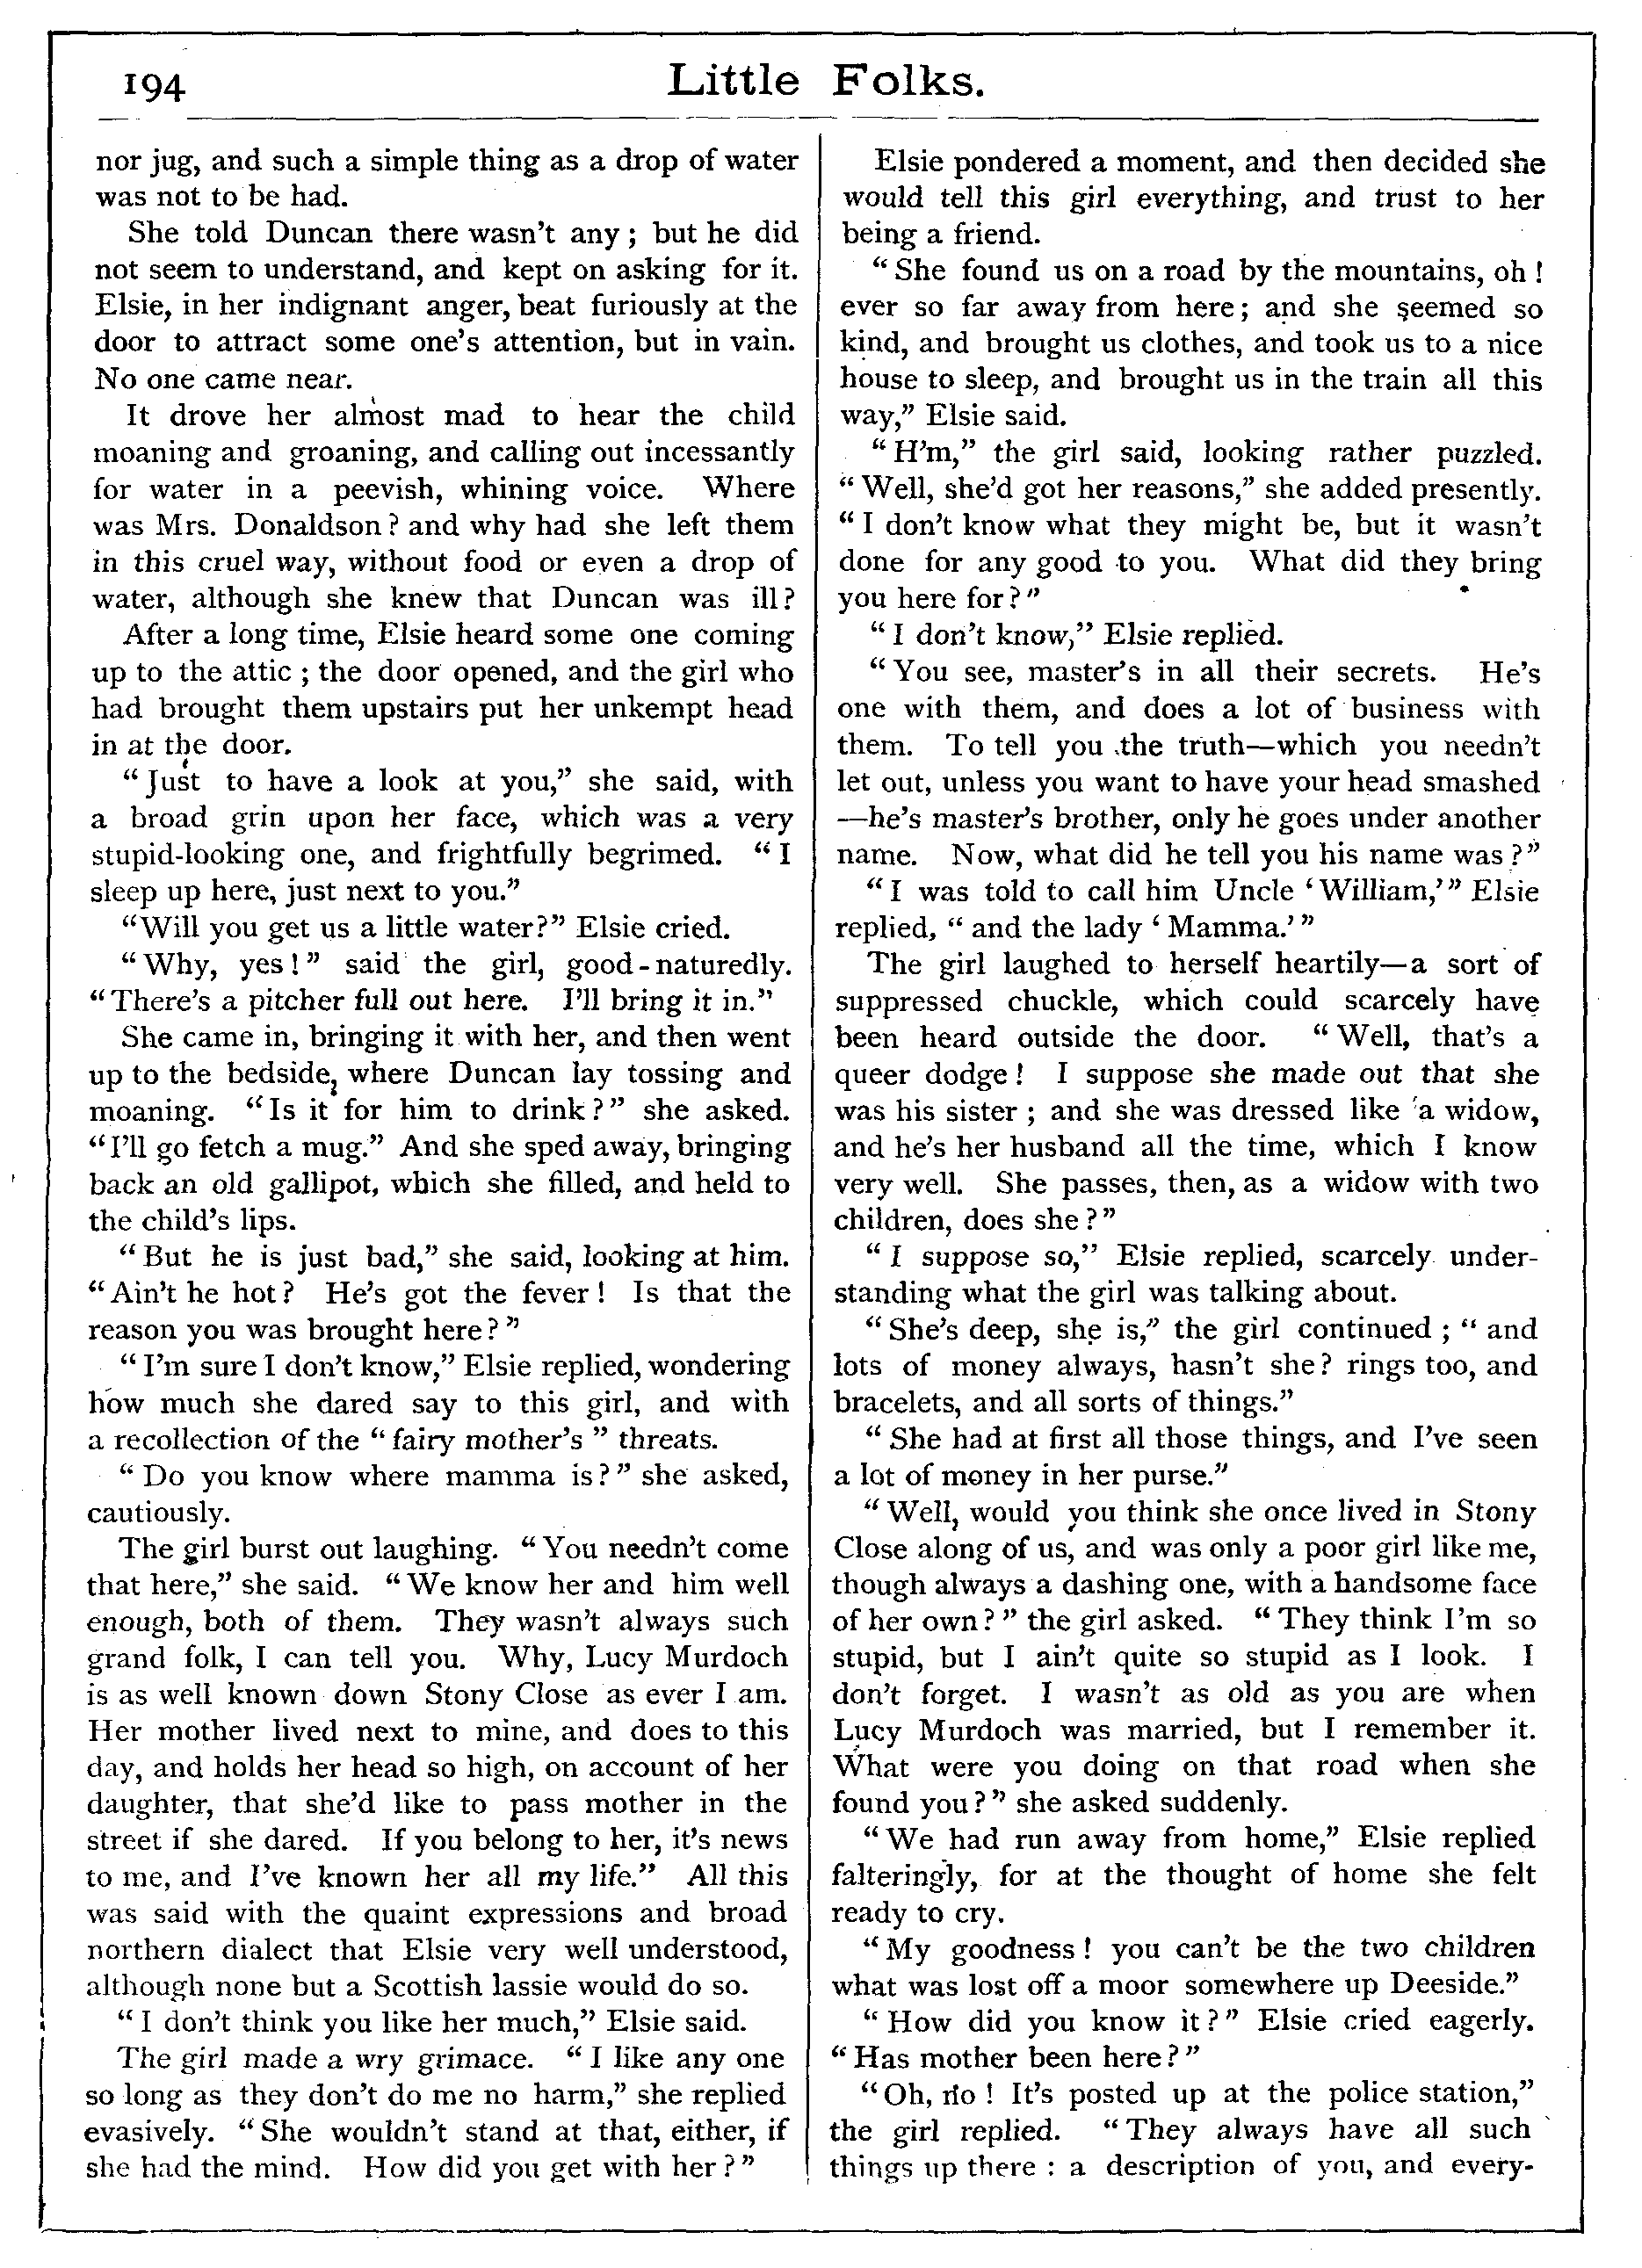 194
Little Folks.
nor jug, and such a simple thing as a drop of water
was not to be had.
She told Duncan there wasn't any; but he did
not seem to understand, and kept on asking for it.
Elsie, in her indignant anger, beat furiously at the
door to attract some one's attention, but in vain.
No one came near.
It drove her almost mad to hear the child
moaning and groaning, and calling out incessantly
for water in a peevish, whining voice. Where
was Mrs. Donaldson? and why had she left them
in this cruel way, without food or even a drop of
water, although she knew that Duncan was ill?
After a long time, Elsie heard some one coming
up to the attic; the door opened, and the girl who
had brought them upstairs put her unkempt head
in at the door.
"Just to have a look at you," she said, with
a broad grin upon her face, which was a very
stupid-looking one, and frightfully begrimed. "I
sleep up here, just next to you."
"Will you get us a little water?" Elsie cried.
"Why, yes!" said the girl, good-naturedly.
"There's a pitcher full out here. I'll bring it in."
She came in, bringing it with her, and then went
up to the bedside, where Duncan lay tossing and
moaning. "Is it for him to drink?" she asked.
"I'll go fetch a mug." And she sped away, bringing
back an old gallipot, which she filled, and held to
the child's lips.
"But he is just bad," she said, looking at him.
"Ain't he hot? He's got the fever! Is that the
reason you was brought here?"
"I'm sure I don't know," Elsie replied, wondering
how much she dared say to this girl, and with
a recollection of the "fairy mother's" threats.
"Do you know where mamma is?" she asked,
cautiously.
The girl burst out laughing. "You needn't come
that here," she said. "We know her and him well
enough, both of them. They wasn't always such
grand folk, I can tell you. Why, Lucy Murdoch
is as well known down Stony Close as ever I am.
Her mother lived next to mine, and does to this
day, and holds her head so high, on account of her
daughter, that she'd like to pass mother in the
street if she dared. If you belong to her, it's news
to me, and I've known her all my life." All this
was said with the quaint expressions and broad
northern dialect that Elsie very well understood,
although none but a Scottish lassie would do so.
"I don't think you like her much," Elsie said.
The girl made a wry grimace. "I like any one
so long as they don't do me no harm," she replied
evasively. "She wouldn't stand at that, either, if
she had the mind. How did you get with her?"
Elsie pondered a moment, and then decided she
would tell this girl everything, and trust to her
being a friend.
"She found us on a road by the mountains, oh!
ever so far away from here; and she seemed so
kind, and brought us clothes, and took us to a nice
house to sleep, and brought us in the train all this
way," Elsie said.
"H'm," the girl said, looking rather puzzled.
"Well, she'd got her reasons," she added presently.
"I don't know what they might be, but it wasn't
done for any good to you. What did they bring
you here for?"
"I don't know," Elsie replied.
"You see, master's in all their secrets. He's
one with them, and does a lot of business with
them. To tell you the truth—which you needn't
let out, unless you want to have your head smashed
—he's master's brother, only he goes under another
name. Now, what did he tell you his name was?"
"I was told to call him Uncle 'William,'" Elsie
replied, "and the lady 'Mamma.'"
The girl laughed to herself heartily—a sort of
suppressed chuckle, which could scarcely have
been heard outside the door. "Well, that's a
queer dodge! I suppose she made out that she
was his sister; and she was dressed like a widow,
and he's her husband all the time, which I know
very well. She passes, then, as a widow with two
children, does she?"
"I suppose so," Elsie replied, scarcely under-
standing what the girl was talking about.
"She's deep, she is," the girl continued; "and
lots of money always, hasn't she? rings too, and
bracelets, and all sorts of things."
"She had at first all those things, and I've seen
a lot of money in her purse."
"Well, would you think she once lived in Stony
Close along of us, and was only a poor girl like me,
though always a dashing one, with a handsome face
of her own?" the girl asked. "They think I'm so
stupid, but I ain't quite so stupid as I look. I
don't forget. I wasn't as old as you are when
Lucy Murdoch was married, but I remember it.
What were you doing on that road when she
found you?" she asked suddenly.
"We had run away from home," Elsie replied
falteringly, for at the thought of home she felt
ready to cry.
"My goodness! you can't be the two children
what was lost off a moor somewhere up Deeside."
"How did you know it?" Elsie cried eagerly.
"Has mother been here?"
"Oh, no! It's posted up at the police station,"
the girl replied. "They always have all such
things up there: a description of you, and every-